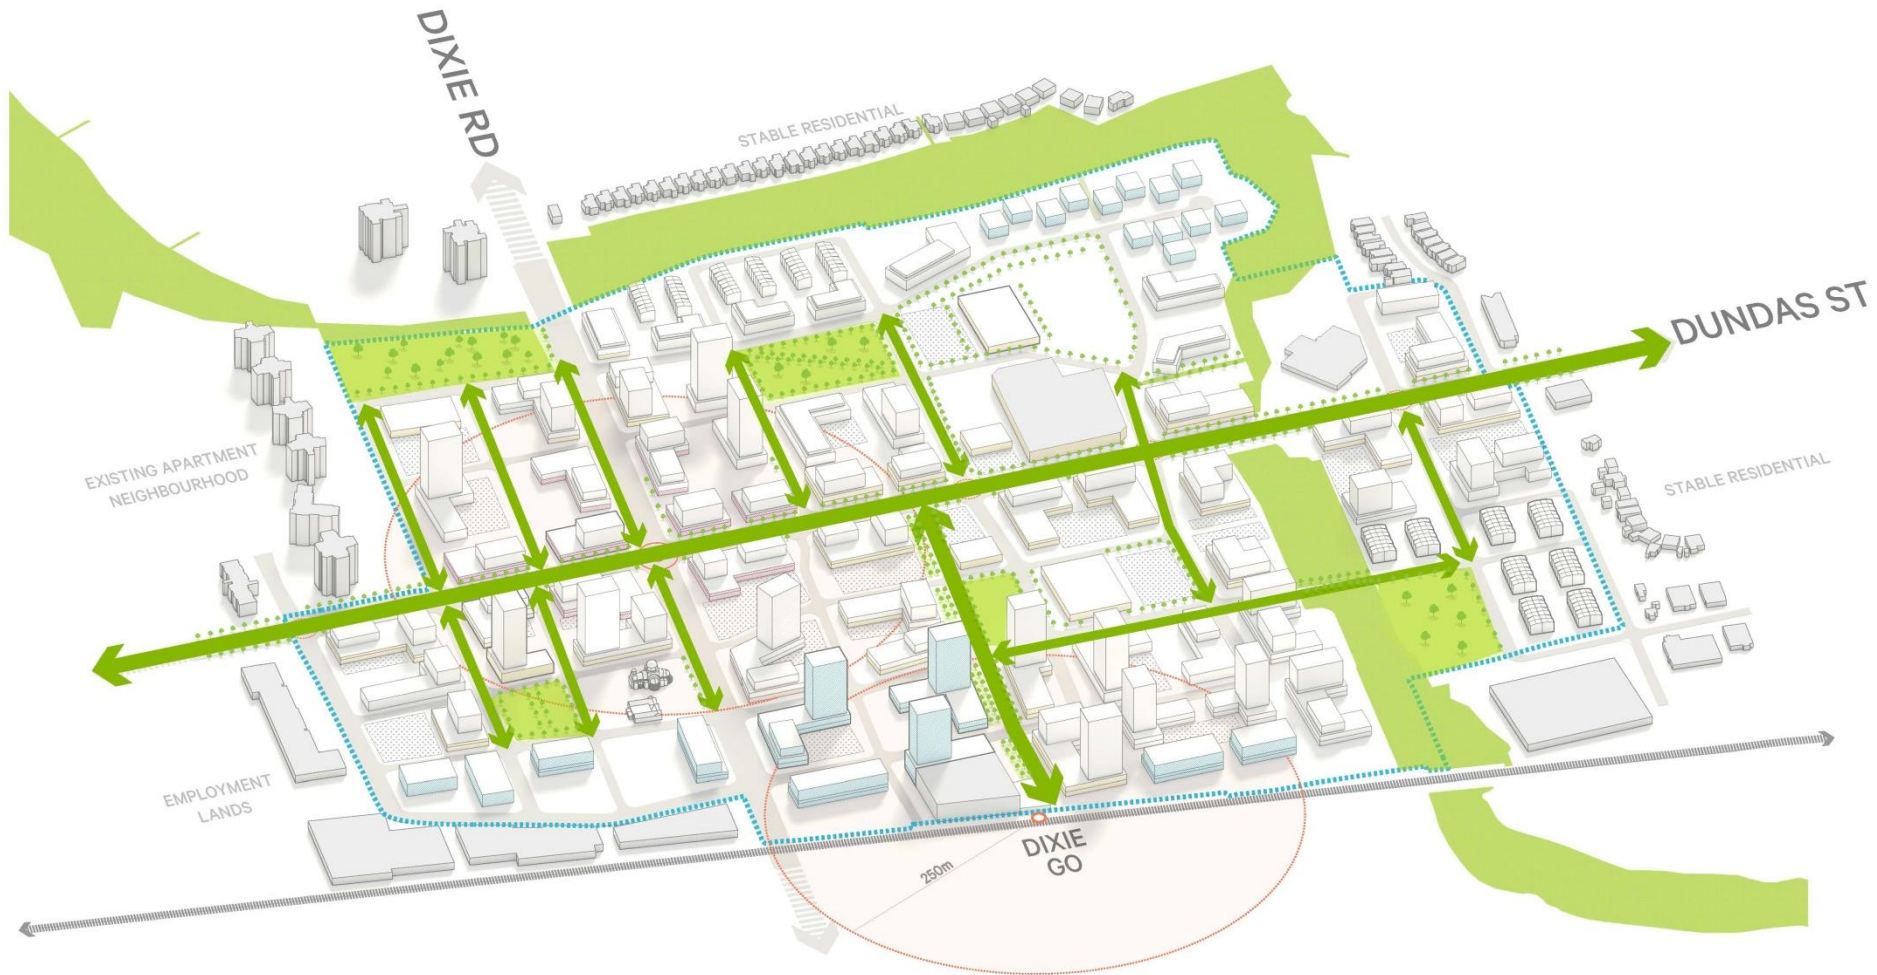 DIXIE RD
STABLE RESIDENTIAL
DUNDAS ST
EXISTING APARTMENT
NEIGHBOURHOOD
STABLE RESIDENTIAL
EMPLOYMENT
LANDS
DIXIE
GO
250m